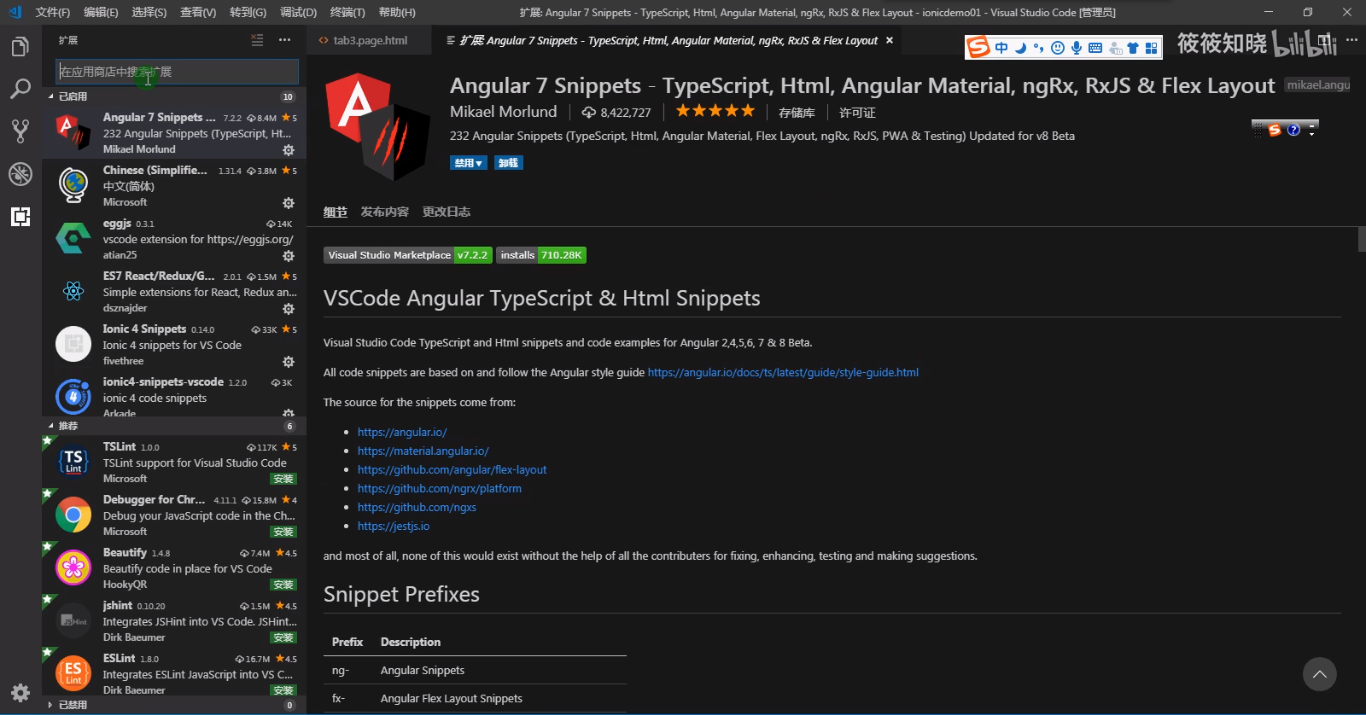 文件(F) 编辑(E) 选择(S) 查看(V) 转到(G) 调试(D) 终端(T) 帮助(H) 扩展: Angular 7 Snippets - TypeScript, Html, Angular Material, ngRx, RxJS & Flex Layout - ionicdemo01 - Visual Studio Code [管理员]
扩展
tab3.page.html
扩展: Angular 7 Snippets - TypeScript, Html, Angular Material, ngRx, RxJS & Flex Layout
中
筱筱知晓 bilibili
在应用商店中搜索扩展
已启用 10
Angular 7 Snippets ... 7.2.2 8.4M 5
232 Angular Snippets (TypeScript, Ht...
Mikael Morlund
Chinese (Simplifie... 1.31.4 3.8M 5
中文(简体)
Microsoft
eggjs 0.3.1 14K
vscode extension for https://eggjs.org/
atian25
ES7 React/Redux/G... 2.0.1 1.5M 5
Simple extensions for React, Redux an...
dsznajder
Ionic 4 Snippets 0.14.0 33K 5
Ionic 4 snippets for VS Code
fivethree
ionic4-snippets-vscode 1.2.0 3K
ionic 4 code snippets
Arkade
推荐 6
TSLint 1.0.0 117K 5
TSLint support for Visual Studio Code
Microsoft 安装
Debugger for Chr... 4.11.1 15.8M 4
Debug your JavaScript code in the Ch...
Microsoft 安装
Beautify 1.4.8 7.4M 4.5
Beautify code in place for VS Code
HookyQR 安装
jshint 0.10.20 1.5M 4.5
Integrates JSHint into VS Code. JSHint...
Dirk Baeumer 安装
ESLint 1.8.0 16.7M 4.5
Integrates ESLint JavaScript into VS C...
Dirk Baeumer 安装
已禁用 0
Angular 7 Snippets - TypeScript, Html, Angular Material, ngRx, RxJS & Flex Layout mikael.angu
Mikael Morlund 8,422,727 存储库 许可证
232 Angular Snippets (TypeScript, Html, Angular Material, Flex Layout, ngRx, RxJS, PWA & Testing) Updated for v8 Beta
禁用 卸载
细节 发布内容 更改日志
Visual Studio Marketplace v7.2.2 installs 710.28K
VSCode Angular TypeScript & Html Snippets
Visual Studio Code TypeScript and Html snippets and code examples for Angular 2,4,5,6, 7 & 8 Beta.
All code snippets are based on and follow the Angular style guide https://angular.io/docs/ts/latest/guide/style-guide.html
The source for the snippets come from:
https://angular.io/
https://material.angular.io/
https://github.com/angular/flex-layout
https://github.com/ngrx/platform
https://github.com/ngxs
https://jestjs.io
and most of all, none of this would exist without the help of all the contributers for fixing, enhancing, testing and making suggestions.
Snippet Prefixes
Prefix Description
ng- Angular Snippets
fx- Angular Flex Layout Snippets